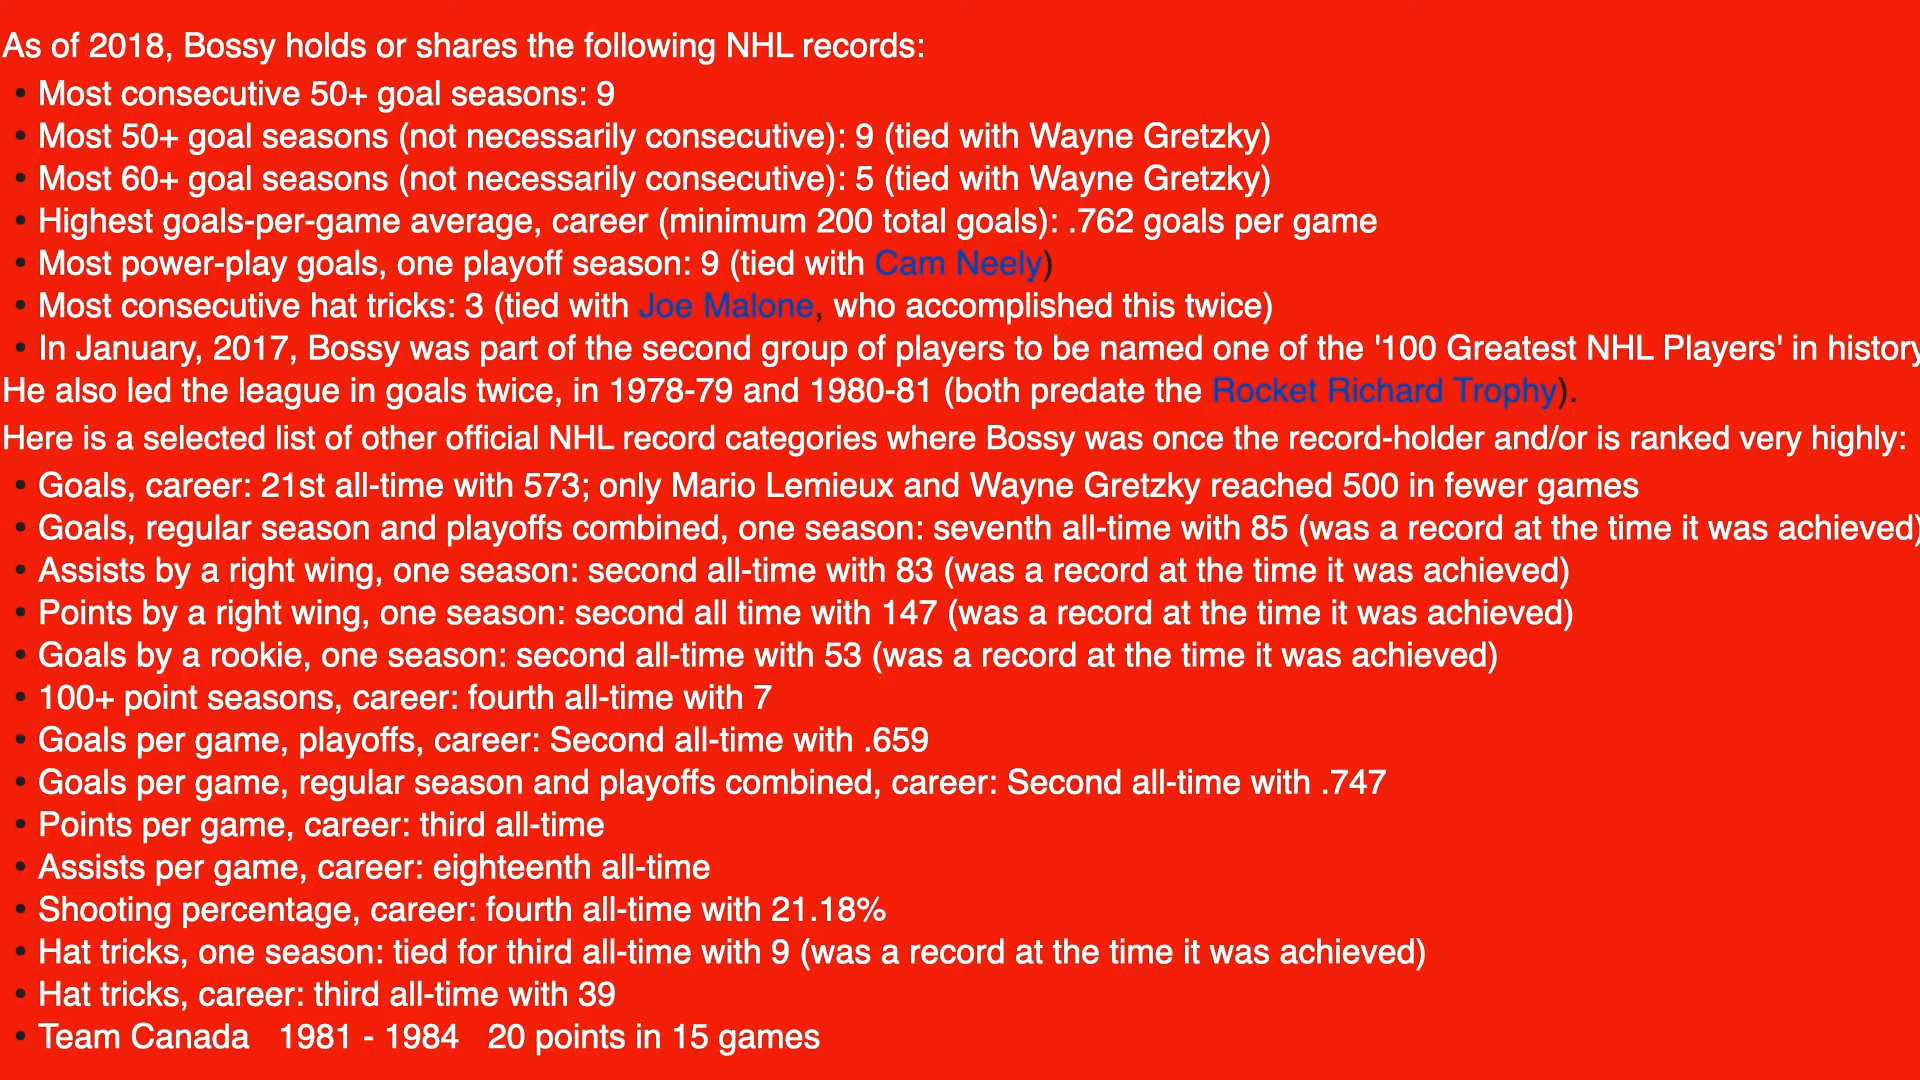 As of 2018, Bossy holds or shares the following NHL records:
• Most consecutive 50+ goal seasons: 9
• Most 50+ goal seasons (not necessarily consecutive): 9 (tied with Wayne Gretzky)
• Most 60+ goal seasons (not necessarily consecutive): 5 (tied with Wayne Gretzky)
• Highest goals-per-game average, career (minimum 200 total goals): .762 goals per game
• Most power-play goals, one playoff season: 9 (tied with Cam Neely)
• Most consecutive hat tricks: 3 (tied with Joe Malone, who accomplished this twice)
• In January, 2017, Bossy was part of the second group of players to be named one of the '100 Greatest NHL Players' in history
He also led the league in goals twice, in 1978-79 and 1980-81 (both predate the Rocket Richard Trophy).
Here is a selected list of other official NHL record categories where Bossy was once the record-holder and/or is ranked very highly:
• Goals, career: 21st all-time with 573; only Mario Lemieux and Wayne Gretzky reached 500 in fewer games
• Goals, regular season and playoffs combined, one season: seventh all-time with 85 (was a record at the time it was achieved)
• Assists by a right wing, one season: second all-time with 83 (was a record at the time it was achieved)
• Points by a right wing, one season: second all time with 147 (was a record at the time it was achieved)
• Goals by a rookie, one season: second all-time with 53 (was a record at the time it was achieved)
• 100+ point seasons, career: fourth all-time with 7
• Goals per game, playoffs, career: Second all-time with .659
• Goals per game, regular season and playoffs combined, career: Second all-time with .747
• Points per game, career: third all-time
• Assists per game, career: eighteenth all-time
• Shooting percentage, career: fourth all-time with 21.18%
• Hat tricks, one season: tied for third all-time with 9 (was a record at the time it was achieved)
• Hat tricks, career: third all-time with 39
• Team Canada 1981 - 1984 20 points in 15 games